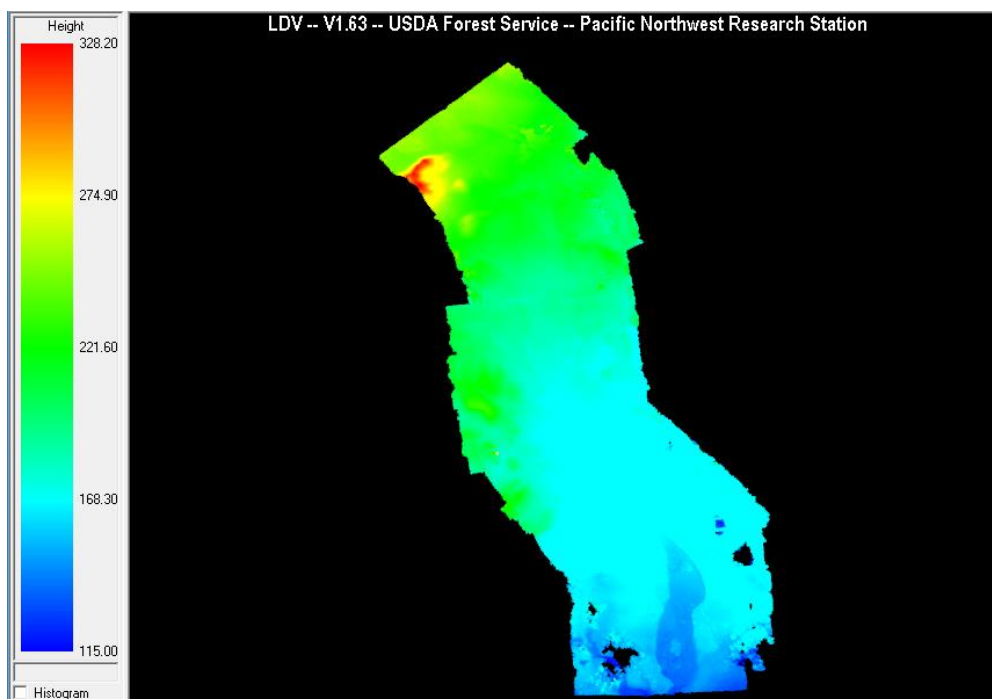 LDV -- V1.63 -- USDA Forest Service -- Pacific Northwest Research Station
Height
328.20
274.90
221.60
168.30
115.00
Histogram